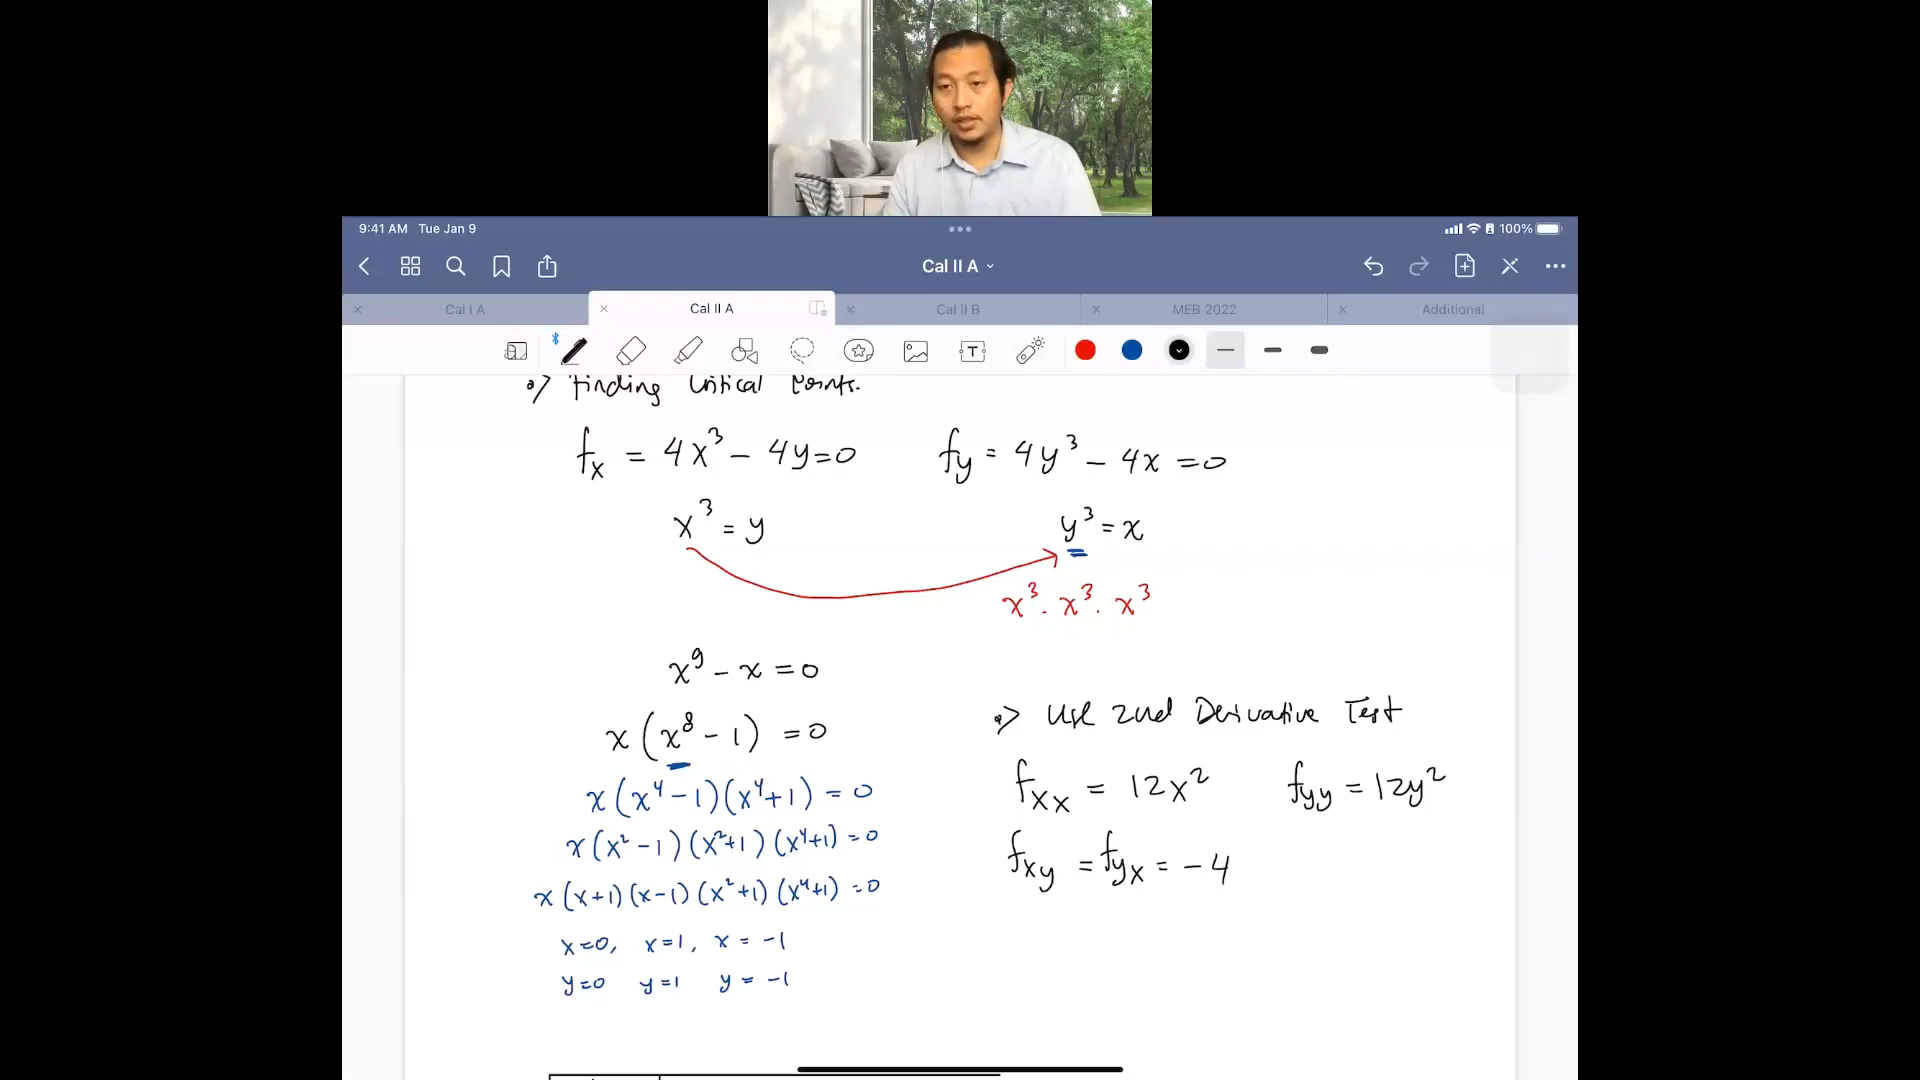 9:41 AM Tue Jan 9
100%
Cal II A
Cal I A
Cal II A
Cal II B
MEB 2022
Additional
T
Finding Critical Points.
fx = 4x³ - 4y = 0
fy = 4y³ - 4x = 0
x³ = y
y³ = x
x³ · x³ · x³
x⁹ - x = 0
x(x⁸ - 1) = 0
x(x⁴ - 1)(x⁴ + 1) = 0
x(x² - 1)(x² + 1)(x⁴ + 1) = 0
x(x + 1)(x - 1)(x² + 1)(x⁴ + 1) = 0
x = 0, x = 1, x = -1
y = 0 y = 1 y = -1
Use 2nd Derivative Test
fxx = 12x² fyy = 12y²
fxy = fyx = -4